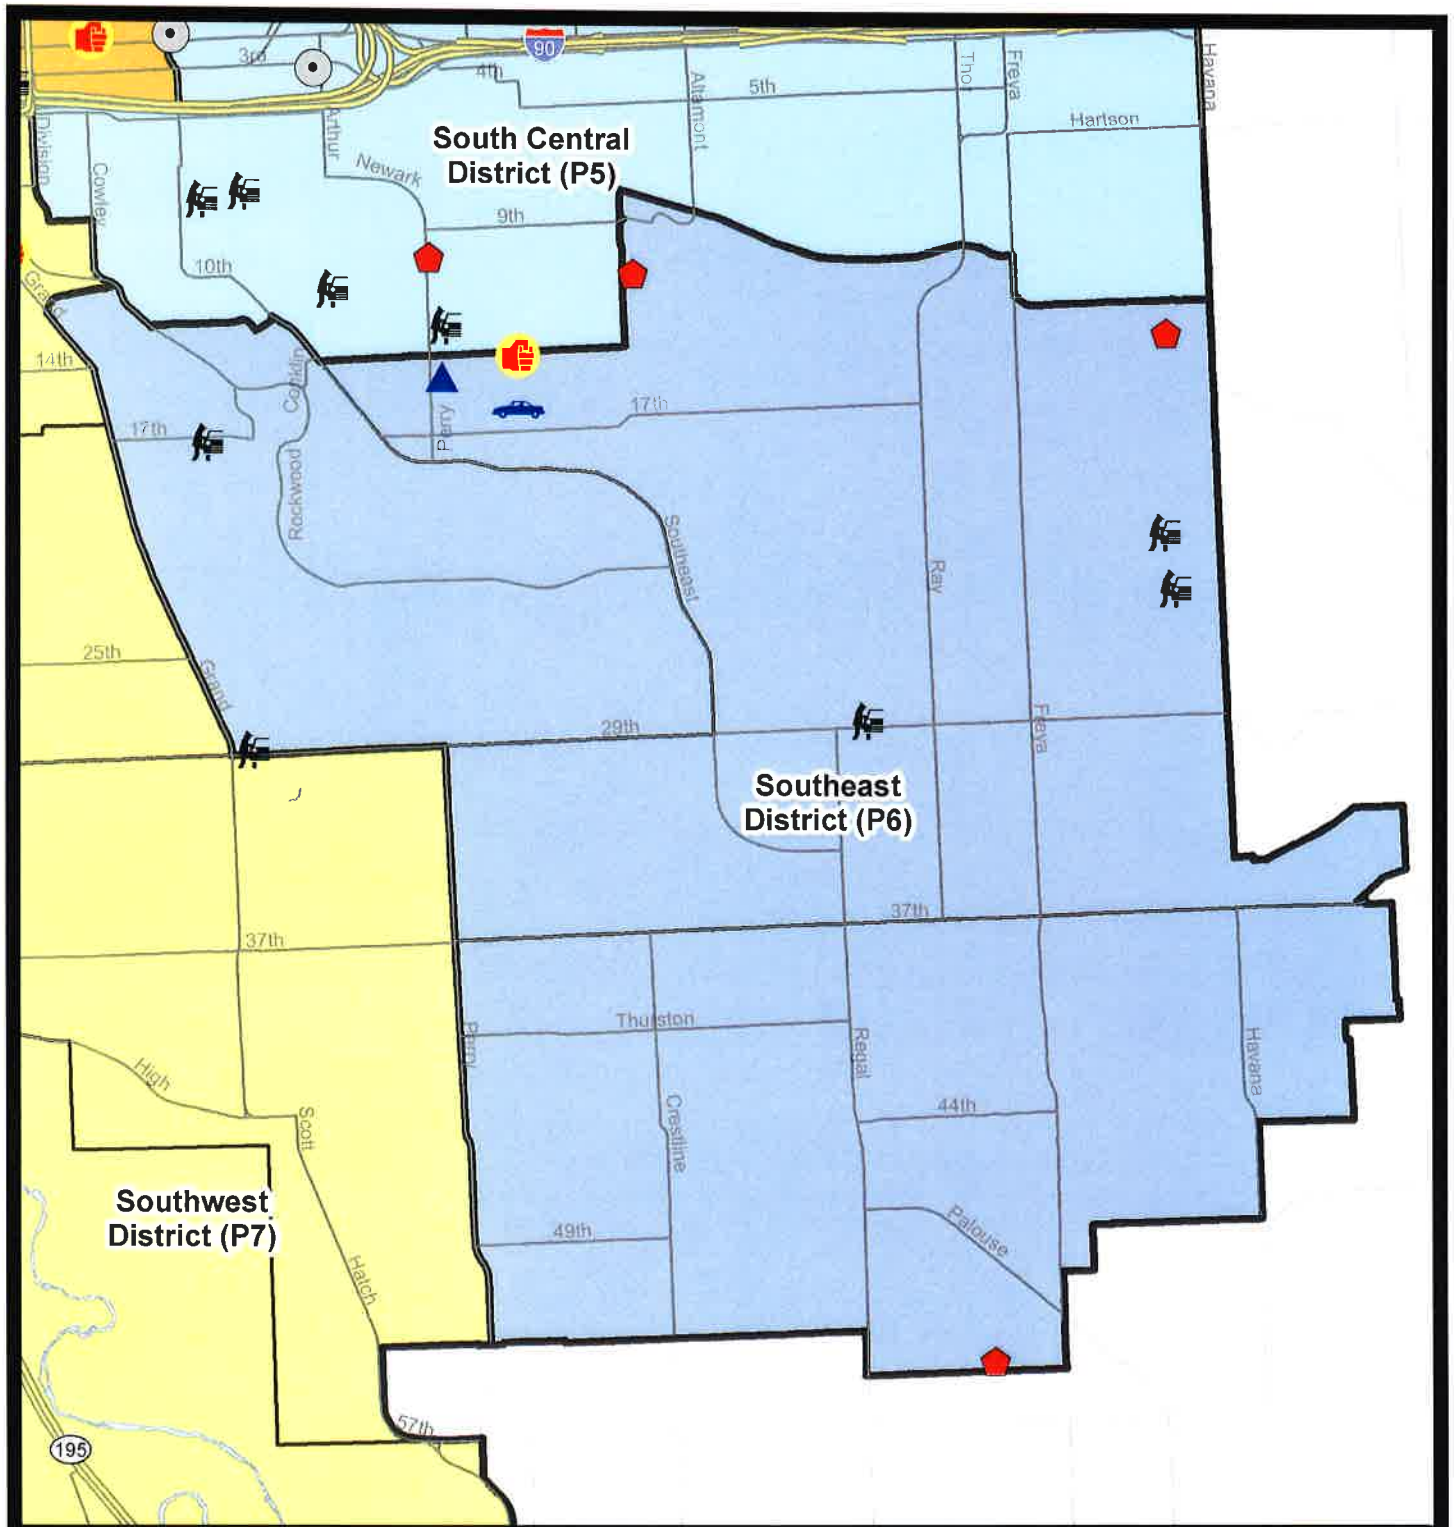 90
3rd
4th
5th
Havana
Thor
Freya
Altamont
Hartson
Division
Arthur
Cowley
South Central
District (P5)
Newark
9th
10th
Grand
14th
Conklin
17th
17th
Perry
Rockwood
Southeast
Ray
25th
Grand
29th
Freya
Southeast
District (P6)
37th
37th
Thurston
Perry
Regal
Havana
High
Scott
Crestline
44th
Southwest
District (P7)
49th
Palouse
Hatch
57th
195